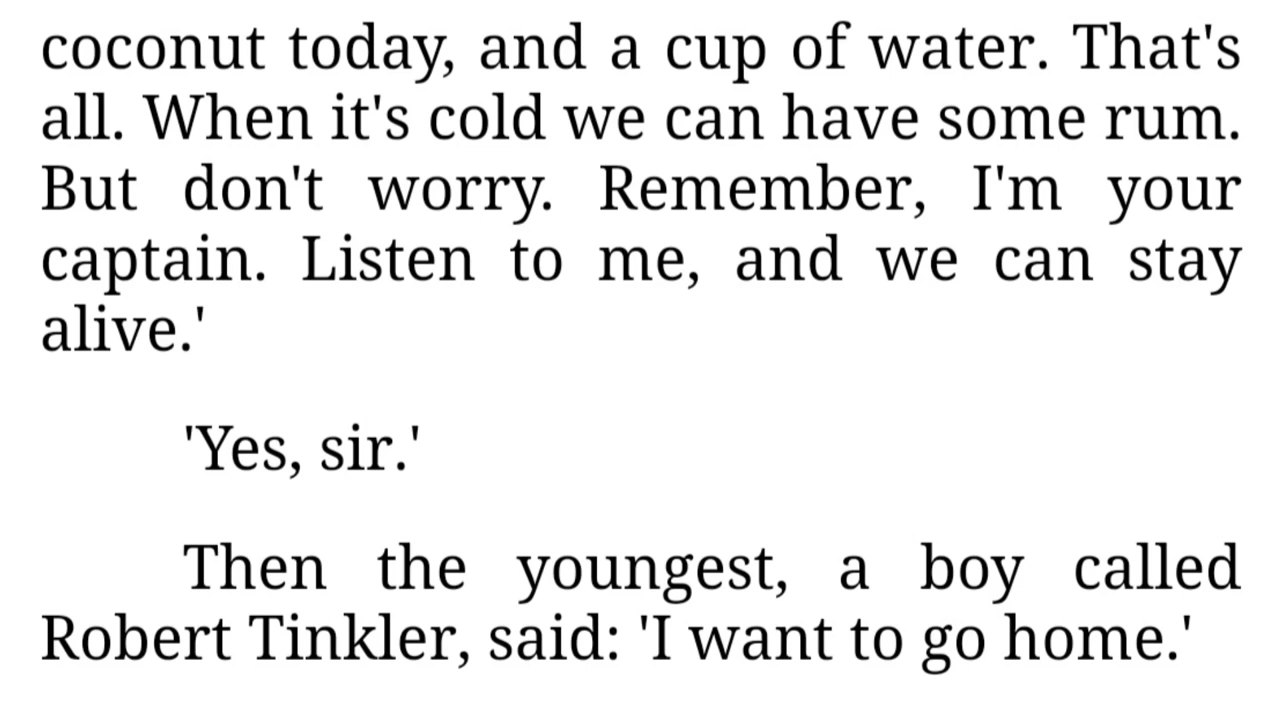 coconut today, and a cup of water. That's
all. When it's cold we can have some rum.
But don't worry. Remember, I'm your
captain. Listen to me, and we can stay
alive.'
'Yes, sir.'
Then the youngest, a boy called
Robert Tinkler, said: 'I want to go home.'